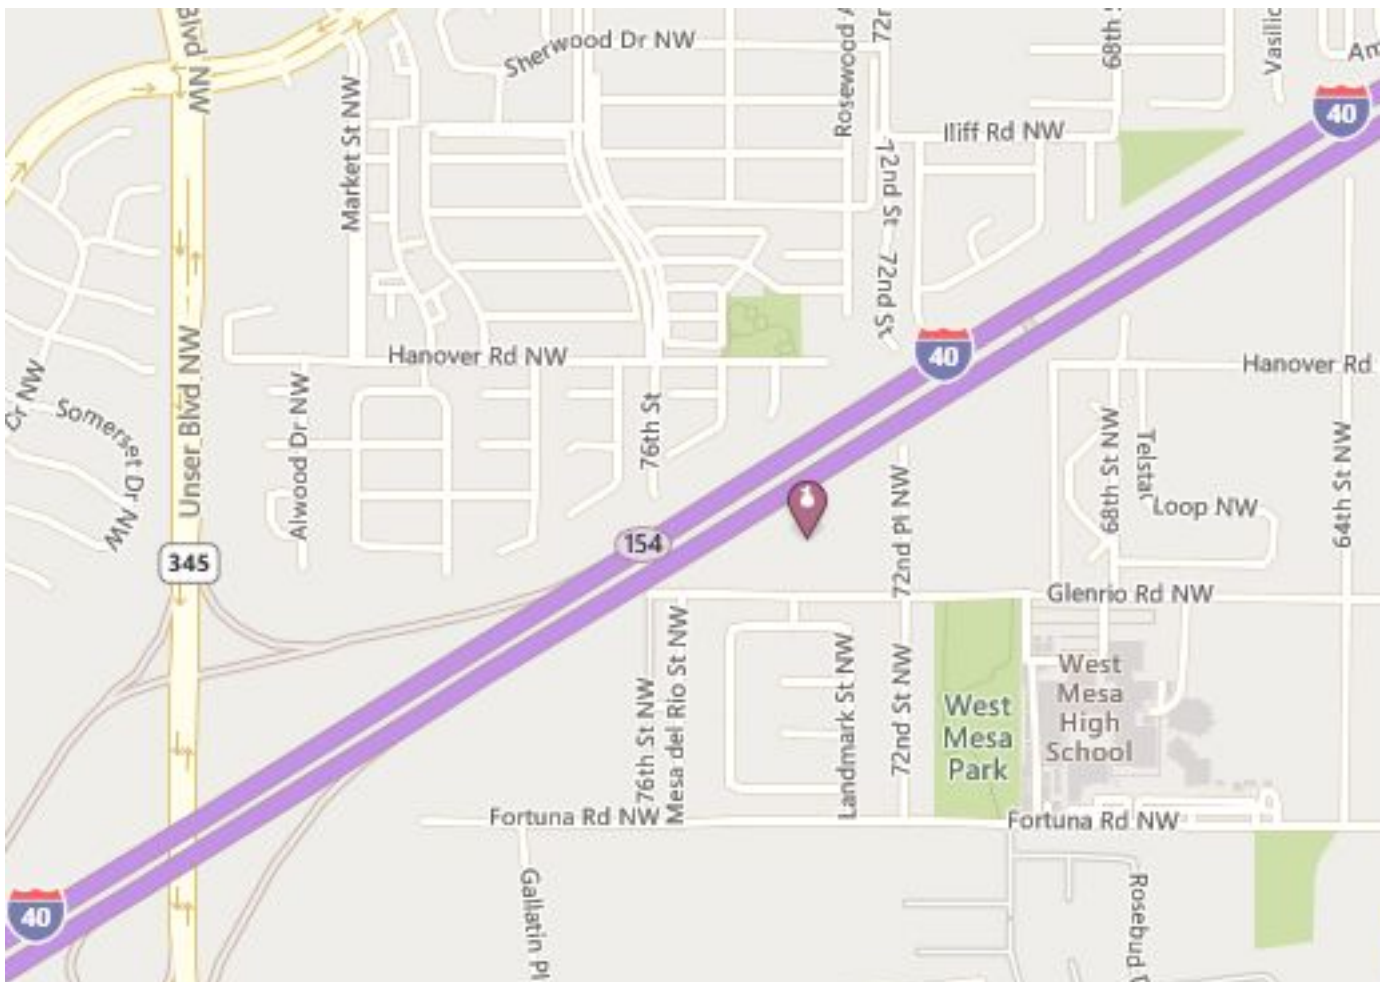 Blvd NW
Sherwood Dr NW
Rosewood A
72n
68th S
Vasilic
Am
40
Market St NW
Iliff Rd NW
72nd St
72nd St
Unser Blvd NW
Hanover Rd NW
40
Hanover Rd
Dr NW
Somerset Dr NW
Alwood Dr NW
76th St
68th St NW
Telstar
Loop NW
64th St NW
345
154
72nd Pl NW
Glenrio Rd NW
76th St NW
Mesa del Rio St NW
Landmark St NW
72nd St NW
West
Mesa
Park
West
Mesa
High
School
Fortuna Rd NW
Fortuna Rd NW
40
Gallatin Pl
Rosebud D